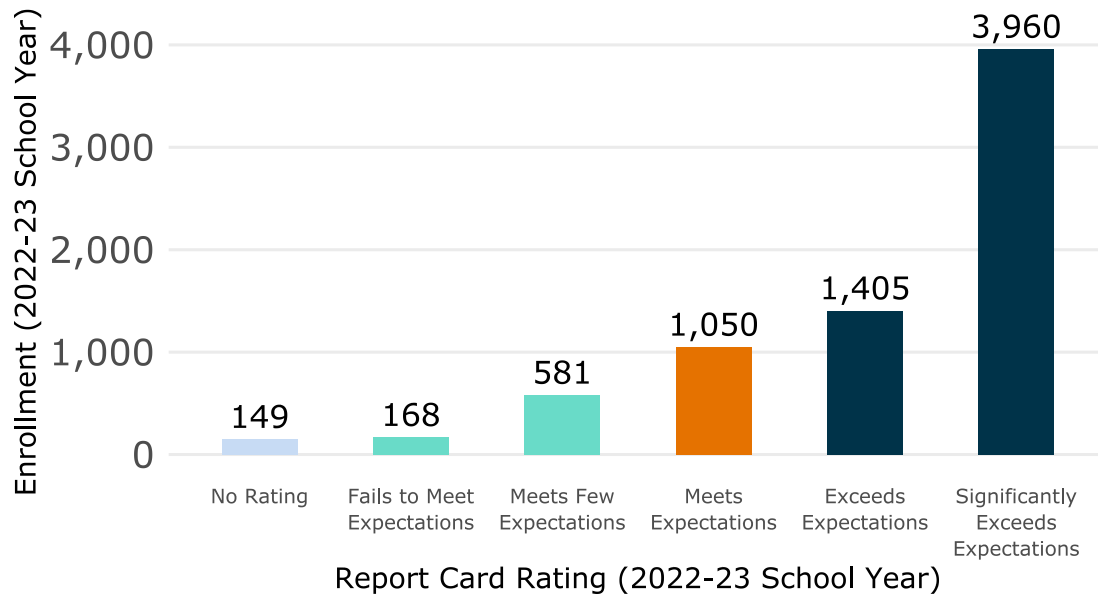 Enrollment (2022-23 School Year)
4,000
3,000
2,000
1,000
0
149
168
581
1,050
1,405
3,960
No Rating
Fails to Meet
Expectations
Meets Few
Expectations
Meets
Expectations
Exceeds
Expectations
Significantly
Exceeds
Expectations
Report Card Rating (2022-23 School Year)